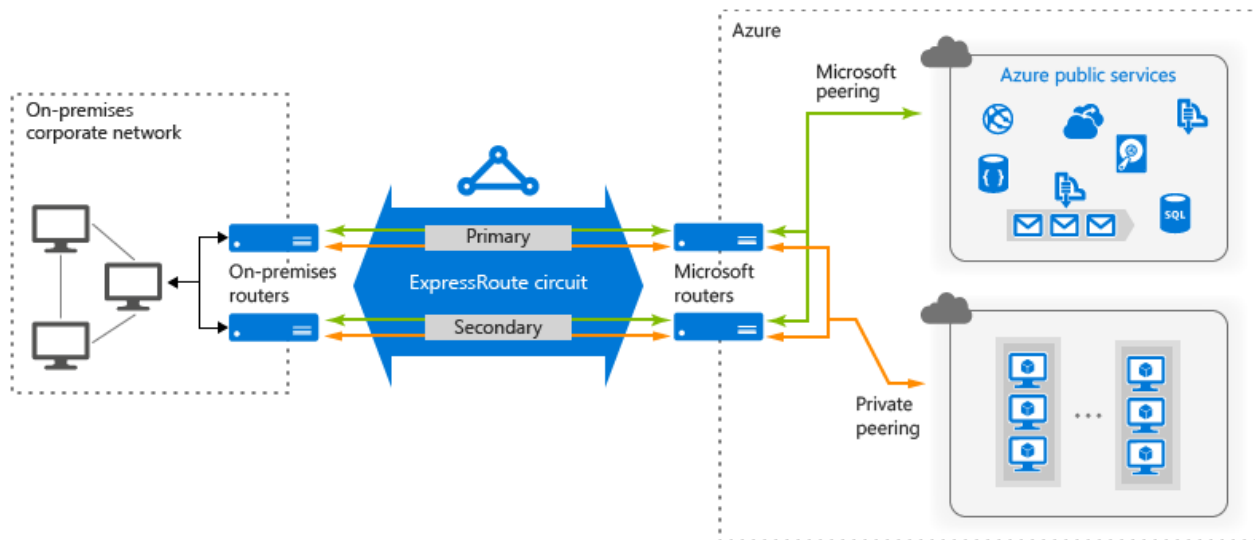 Azure
Microsoft
peering
Azure public services
On-premises
corporate network
SQL
Primary
On-premises
routers
ExpressRoute circuit
Microsoft
routers
Secondary
Private
peering